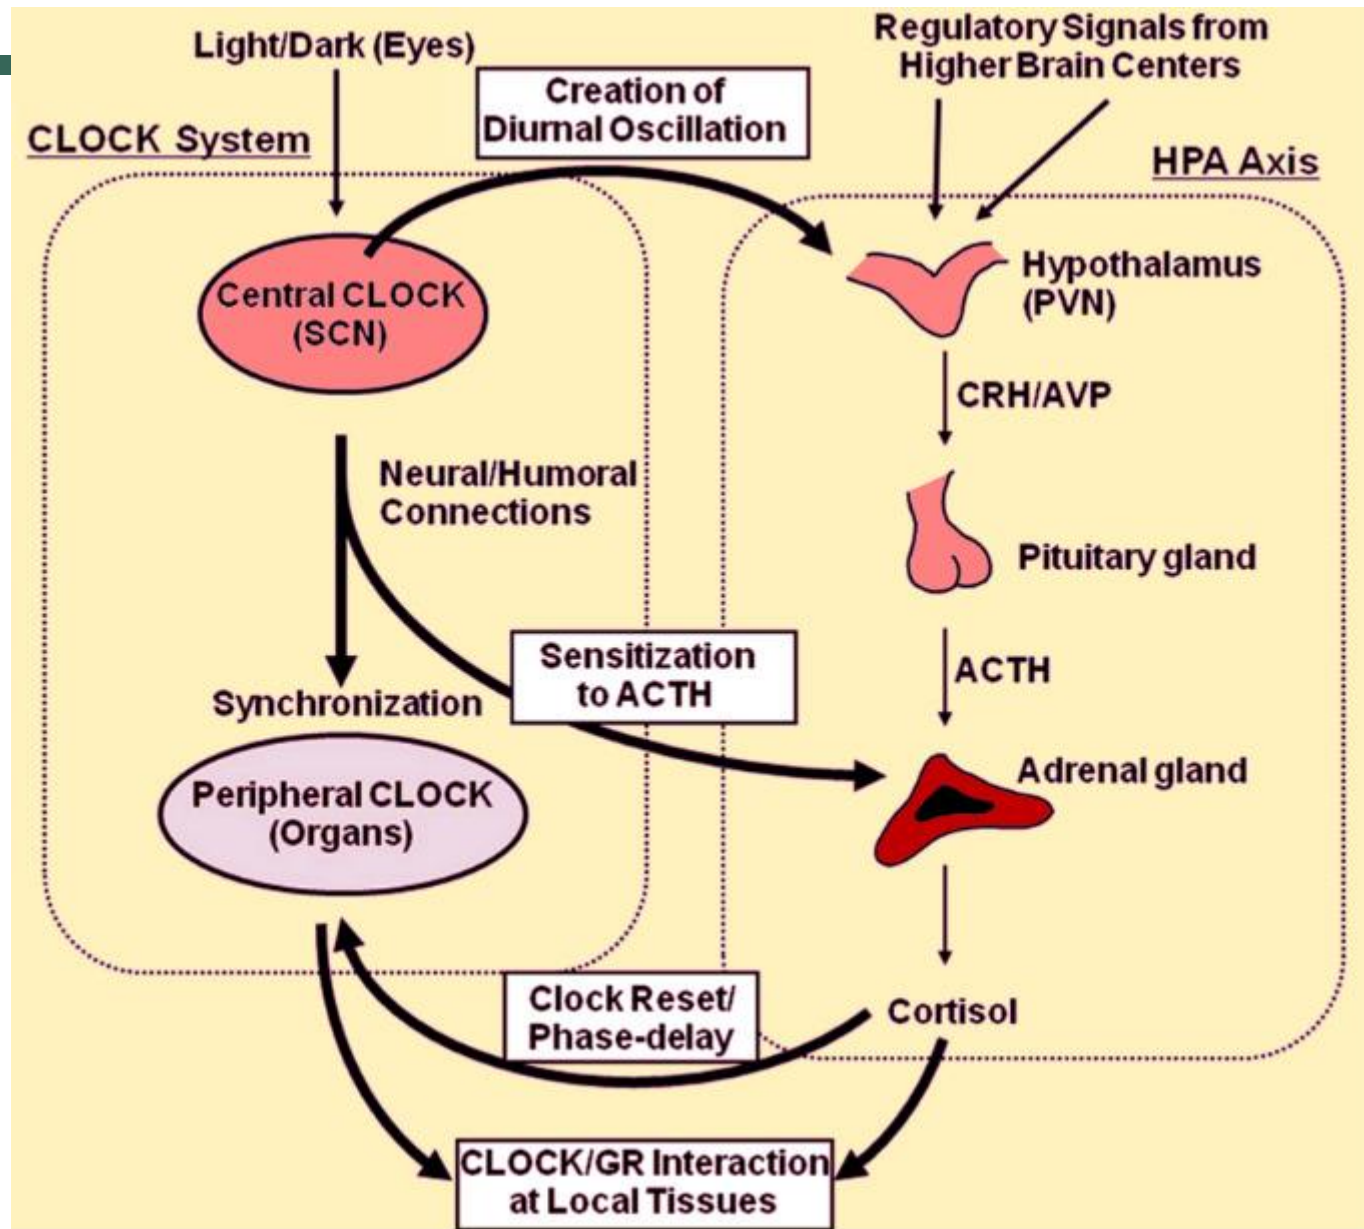 Light/Dark (Eyes)
Regulatory Signals from
Higher Brain Centers
Creation of
Diurnal Oscillation
CLOCK System
HPA Axis
Central CLOCK
(SCN)
Hypothalamus
(PVN)
CRH/AVP
Neural/Humoral
Connections
Pituitary gland
Sensitization
to ACTH
ACTH
Synchronization
Peripheral CLOCK
(Organs)
Adrenal gland
Clock Reset/
Phase-delay
Cortisol
CLOCK/GR Interaction
at Local Tissues